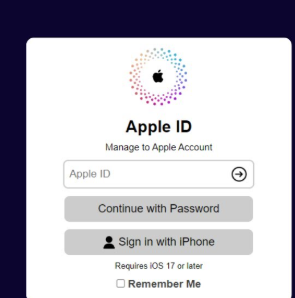 Apple ID
Manage to Apple Account
Apple ID
Continue with Password
Sign in with iPhone
Requires iOS 17 or later
Remember Me